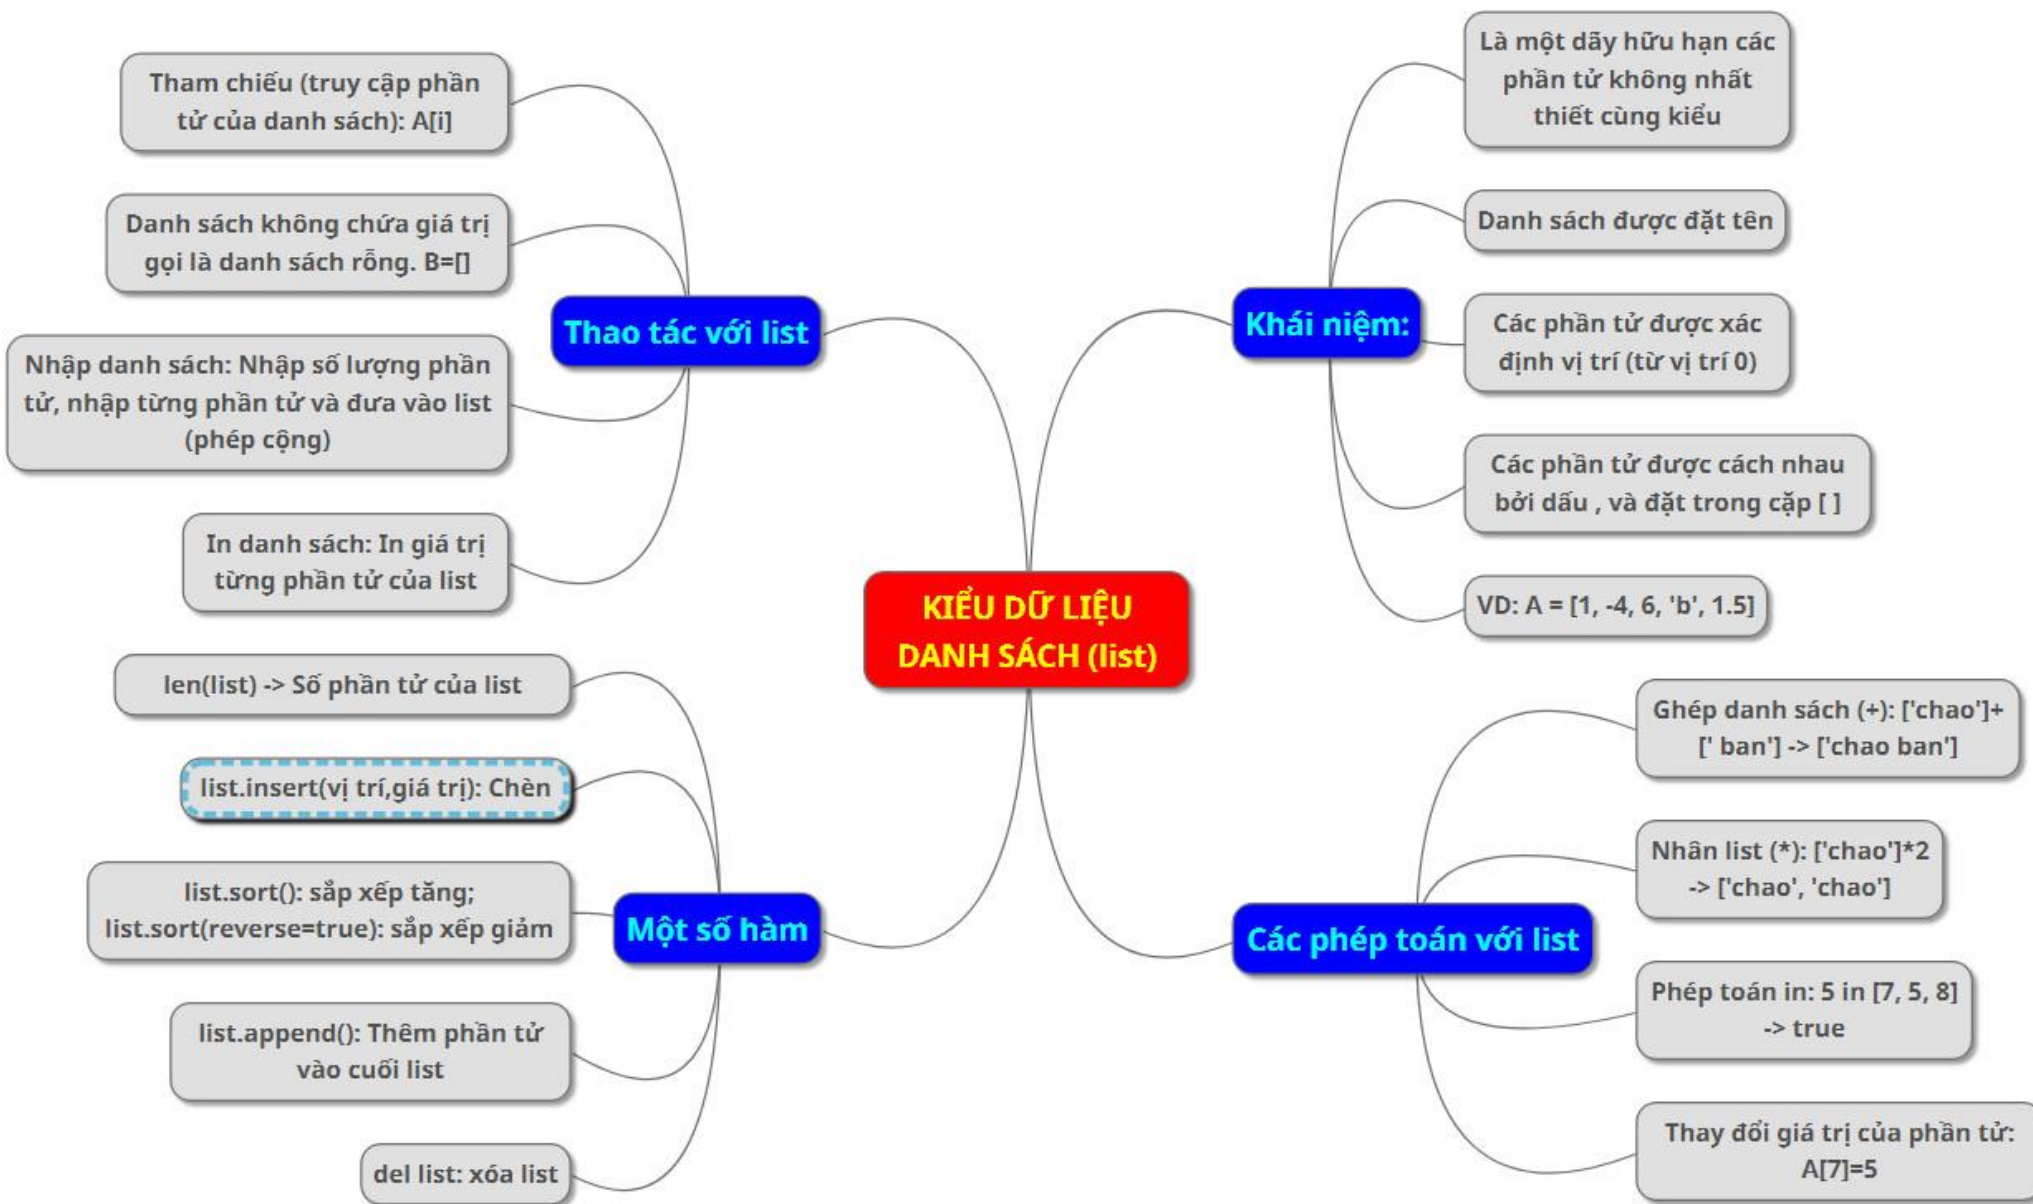 KIỂU DỮ LIỆU
DANH SÁCH (list)
Khái niệm:
Là một dãy hữu hạn các
phần tử không nhất
thiết cùng kiểu
Danh sách được đặt tên
Các phần tử được xác
định vị trí (từ vị trí 0)
Các phần tử được cách nhau
bởi dấu , và đặt trong cặp [ ]
VD: A = [1, -4, 6, 'b', 1.5]
Các phép toán với list
Ghép danh sách (+): ['chao']+
[' ban'] -> ['chao ban']
Nhân list (*): ['chao']*2
-> ['chao', 'chao']
Phép toán in: 5 in [7, 5, 8]
-> true
Thay đổi giá trị của phần tử:
A[7]=5
Thao tác với list
Tham chiếu (truy cập phần
tử của danh sách): A[i]
Danh sách không chứa giá trị
gọi là danh sách rỗng. B=[]
Nhập danh sách: Nhập số lượng phần
tử, nhập từng phần tử và đưa vào list
(phép cộng)
In danh sách: In giá trị
từng phần tử của list
Một số hàm
len(list) -> Số phần tử của list
list.insert(vị trí,giá trị): Chèn
list.sort(): sắp xếp tăng;
list.sort(reverse=true): sắp xếp giảm
list.append(): Thêm phần tử
vào cuối list
del list: xóa list